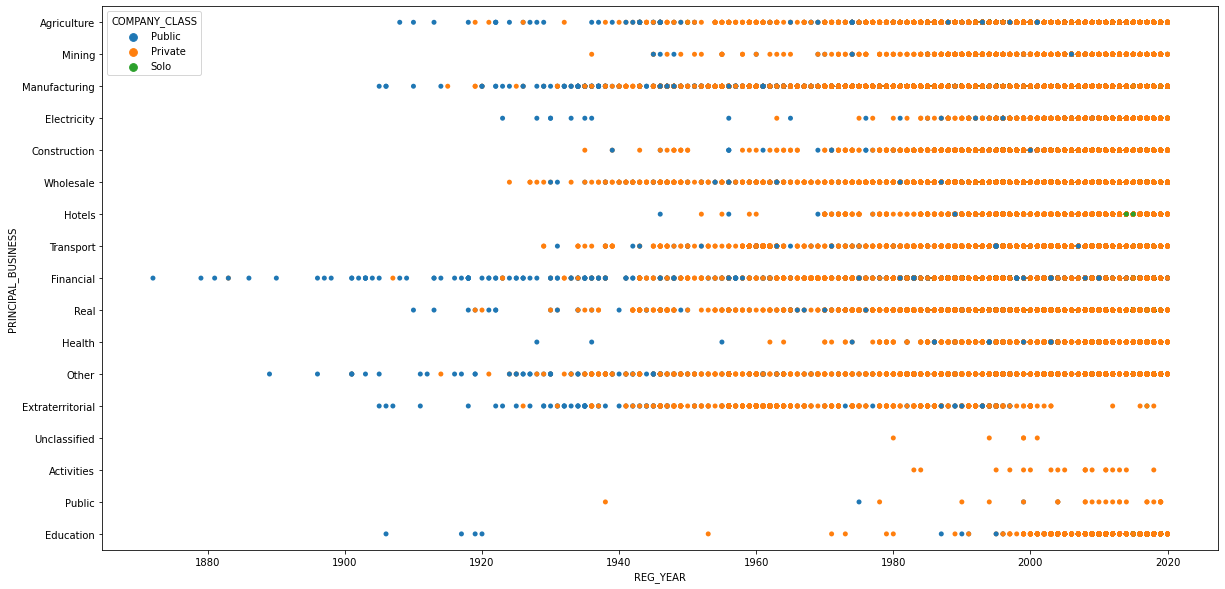 COMPANY_CLASS
Public
Private
Solo
PRINCIPAL_BUSINESS
Agriculture
Mining
Manufacturing
Electricity
Construction
Wholesale
Hotels
Transport
Financial
Real
Health
Other
Extraterritorial
Unclassified
Activities
Public
Education
1880 1900 1920 1940 1960 1980 2000 2020
REG_YEAR